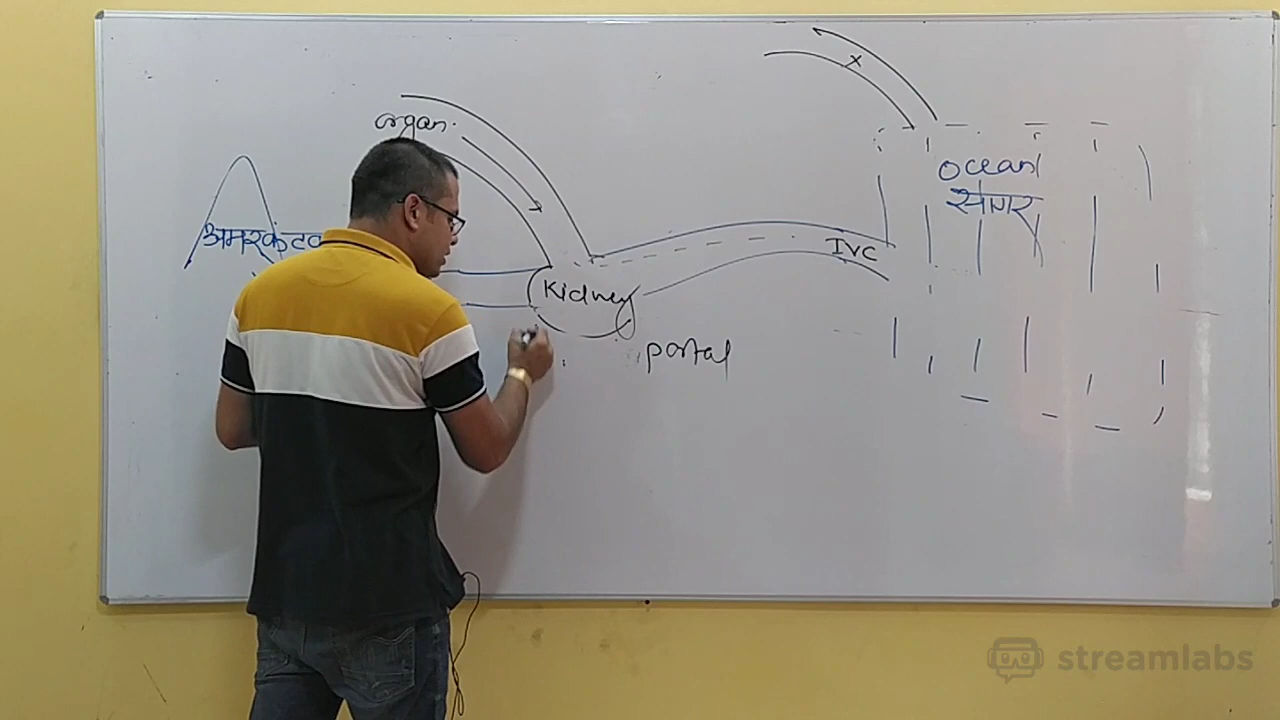 x
organ.
ocean
सागर
अमरकंटक
IVC
Kidney
portal
streamlabs